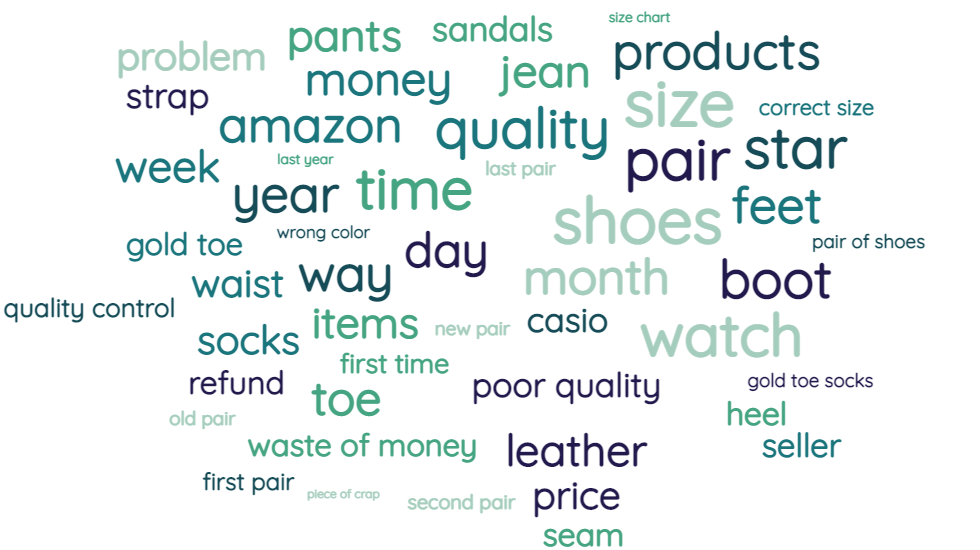 size chart
pants
sandals
problem
products
money
jean
strap
size
correct size
amazon
quality
star
week
last year
last pair
pair
year
time
feet
shoes
wrong color
gold toe
day
pair of shoes
waist
way
month
boot
quality control
items
new pair
casio
watch
socks
first time
refund
poor quality
gold toe socks
toe
old pair
heel
waste of money
leather
seller
first pair
piece of crap
second pair
price
seam